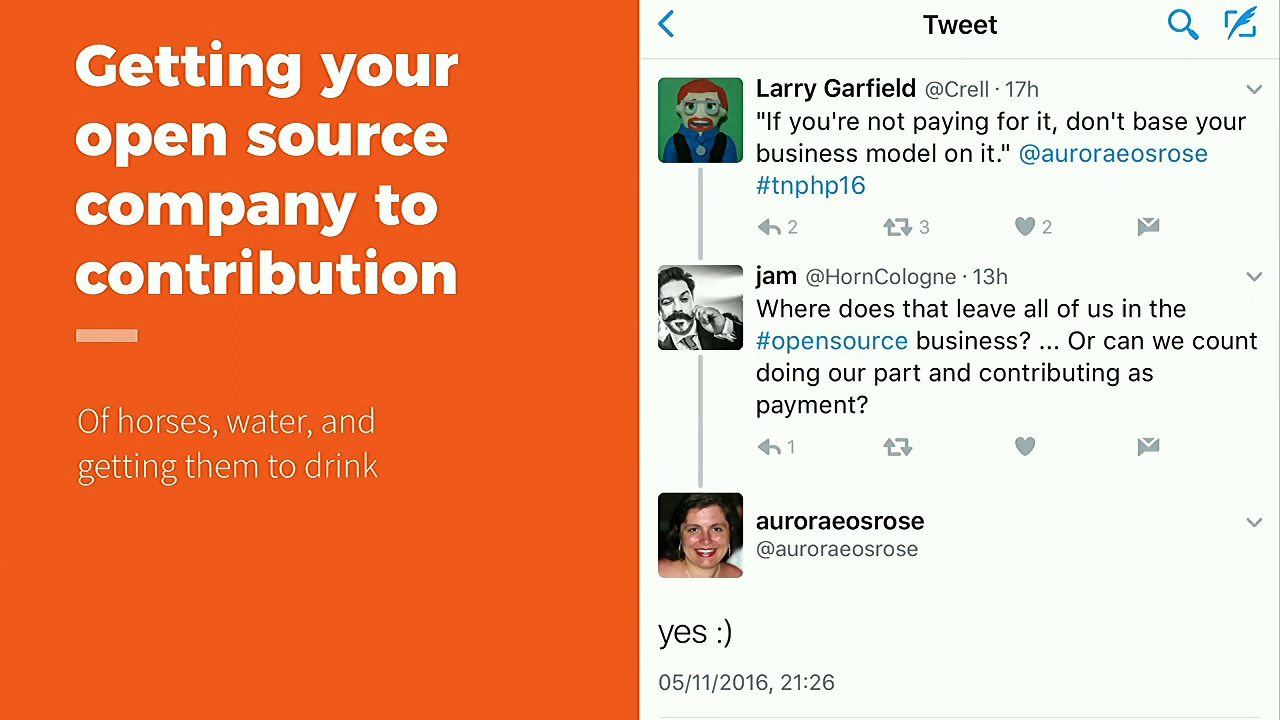 Getting your
open source
company to
contribution
Of horses, water, and
getting them to drink
Tweet
Larry Garfield @Crell · 17h
"If you're not paying for it, don't base your
business model on it." @auroraeosrose
#tnphp16
2 3 2
jam @HornCologne · 13h
Where does that leave all of us in the
#opensource business? ... Or can we count
doing our part and contributing as
payment?
1
auroraeosrose
@auroraeosrose
yes :)
05/11/2016, 21:26